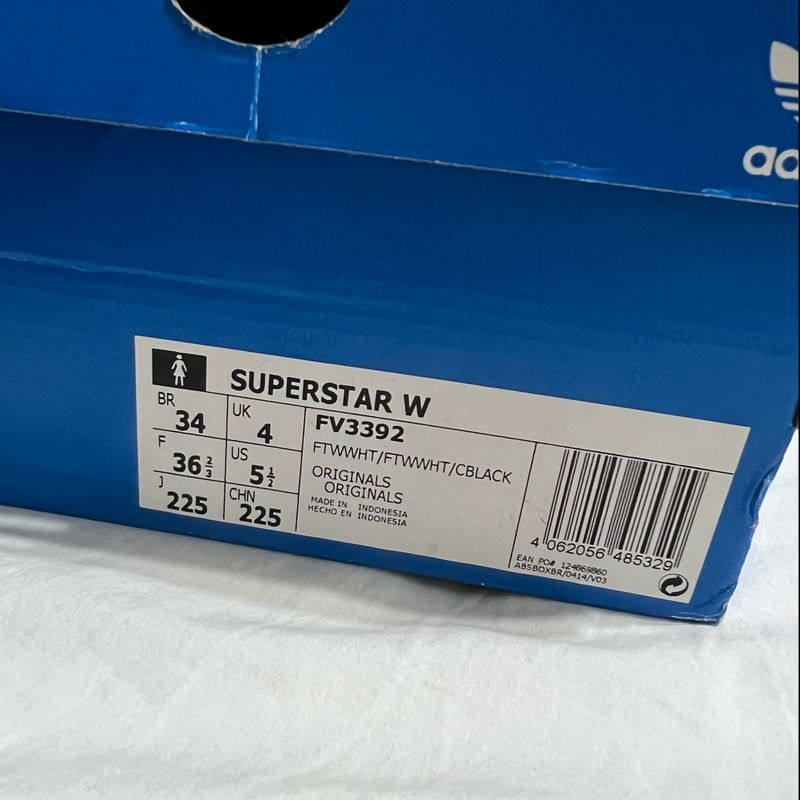 ad
SUPERSTAR W
BR 34
UK 4
F 36 2/3
US 5 1/2
J 225
CHN 225
FV3392
FTWWHT/FTWWHT/CBLACK
ORIGINALS
ORIGINALS
MADE IN INDONESIA
HECHO EN INDONESIA
4 062056 485329
EAN PO# 124869860
ABSBOXBR/0414/V03